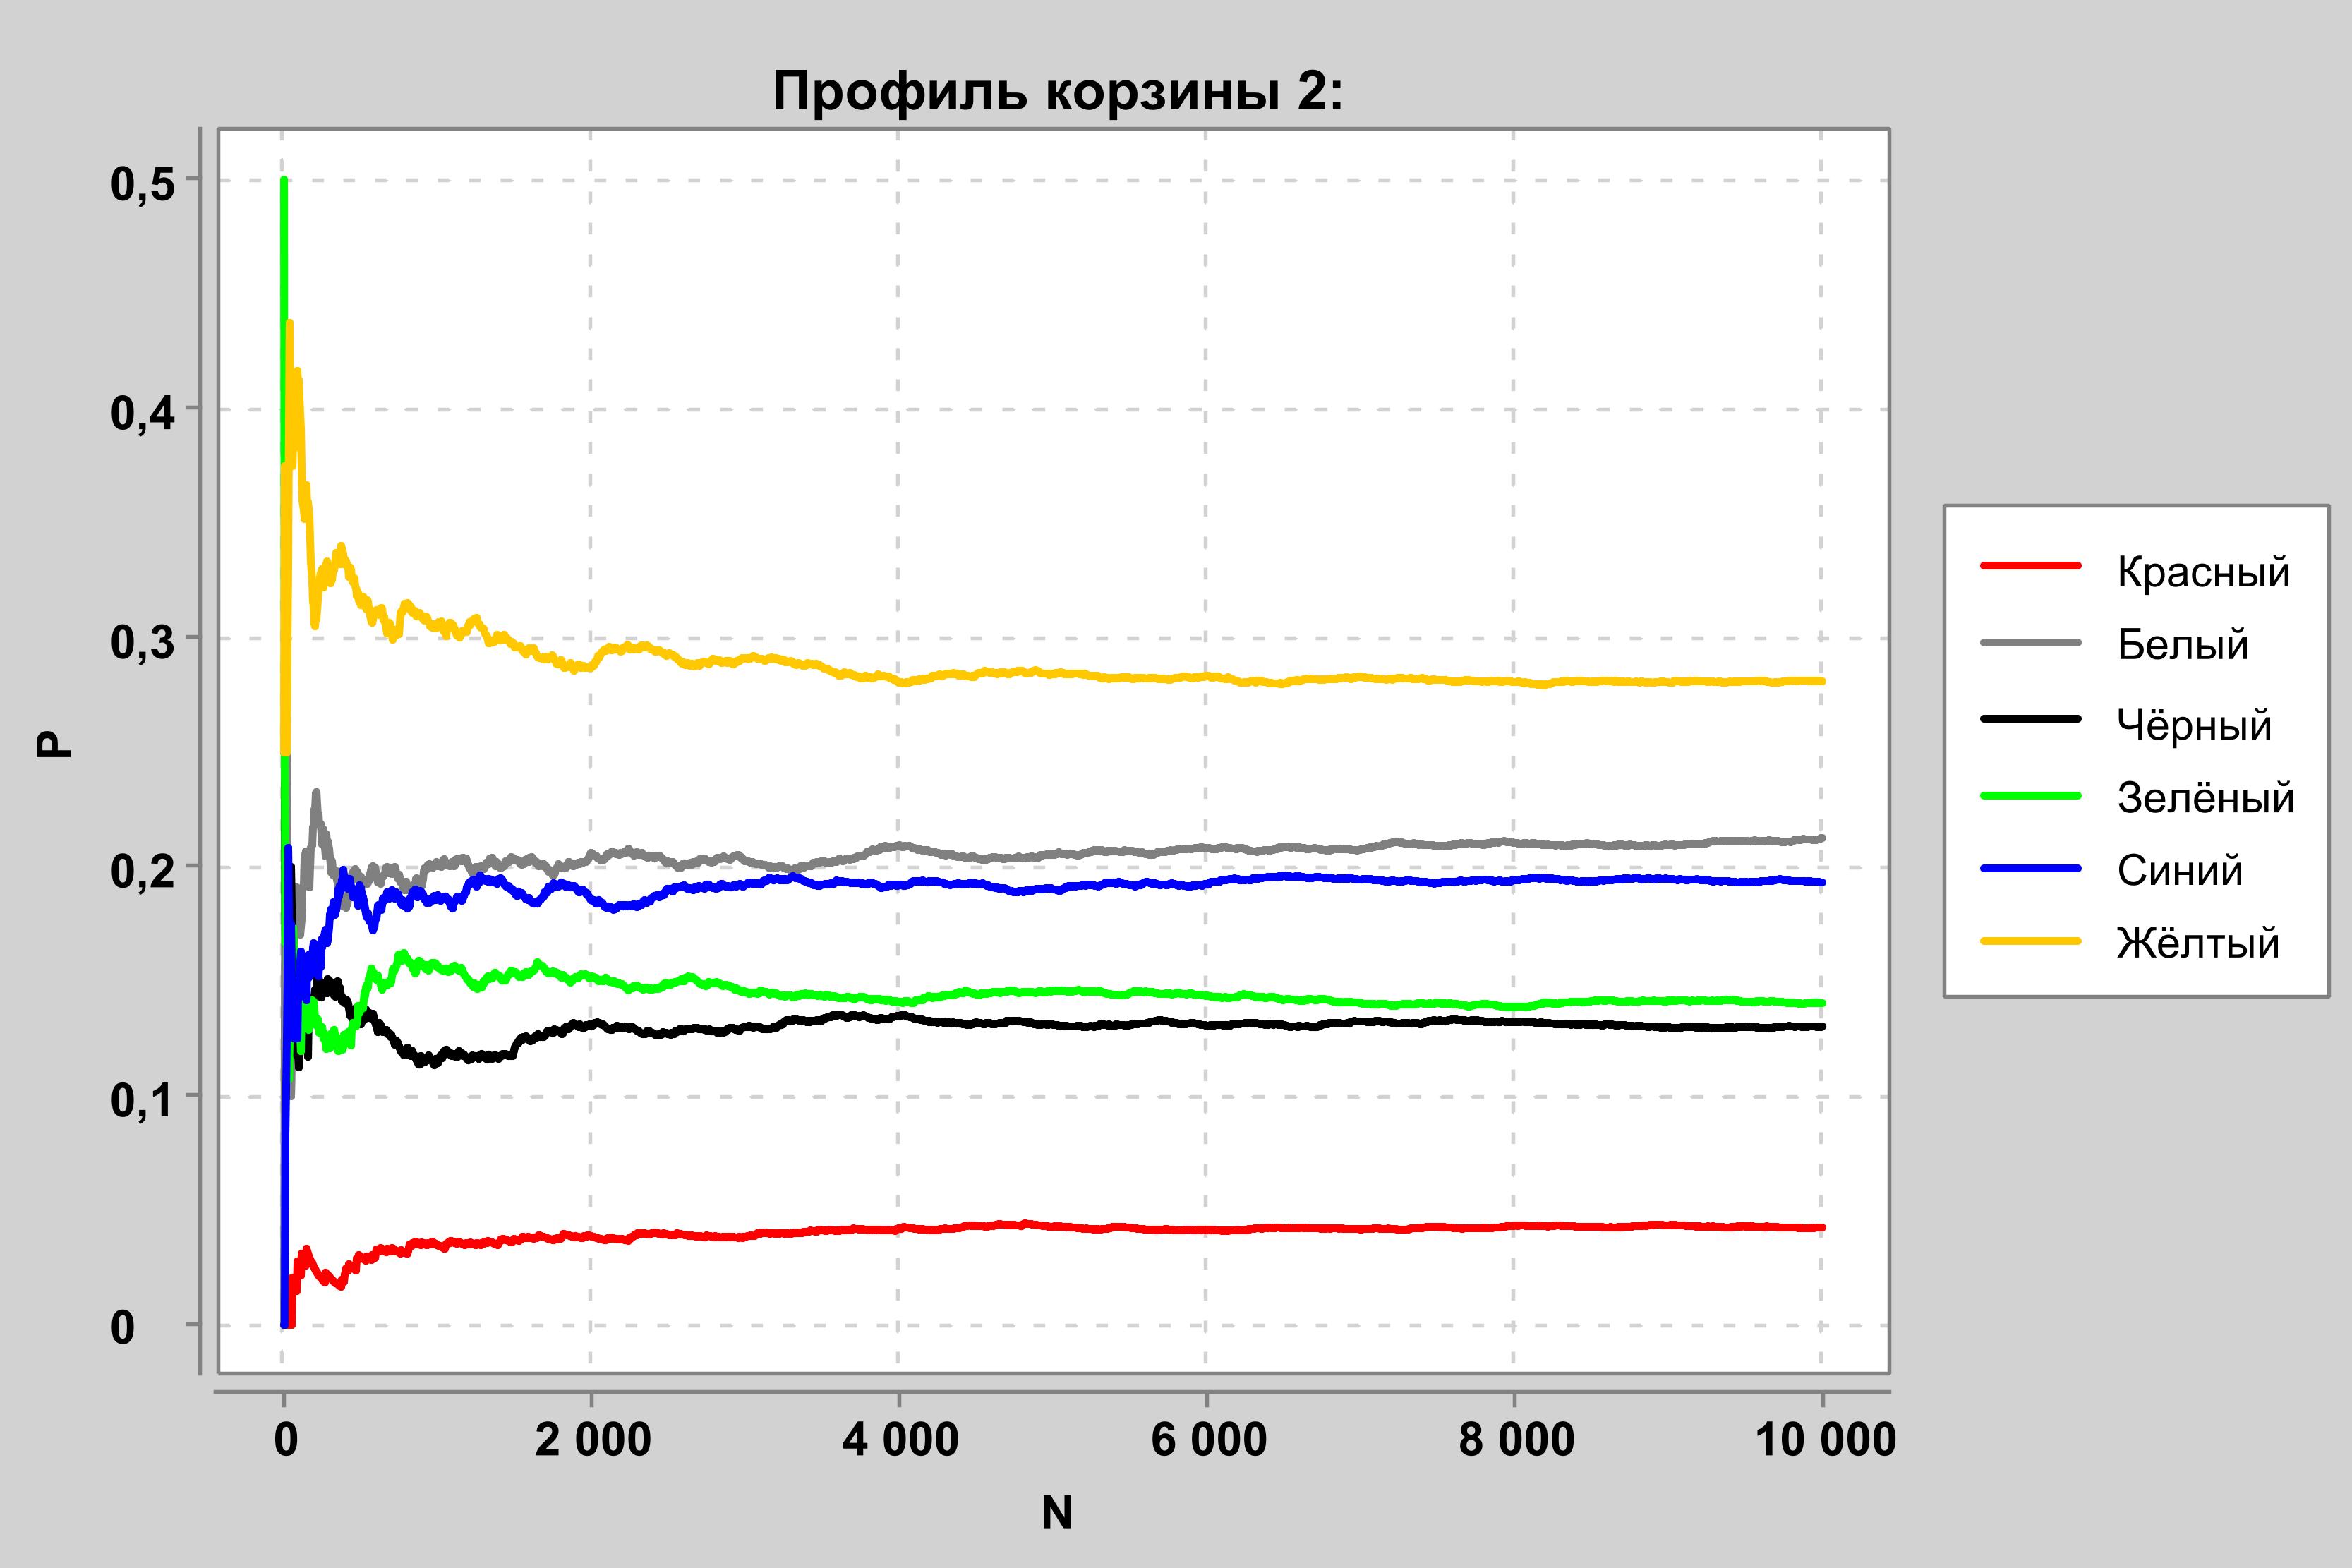 Профиль корзины 2:
0,5
0,4
0,3
0,2
0,1
0
P
0 2 000 4 000 6 000 8 000 10 000
N
Красный
Белый
Чёрный
Зелёный
Синий
Жёлтый